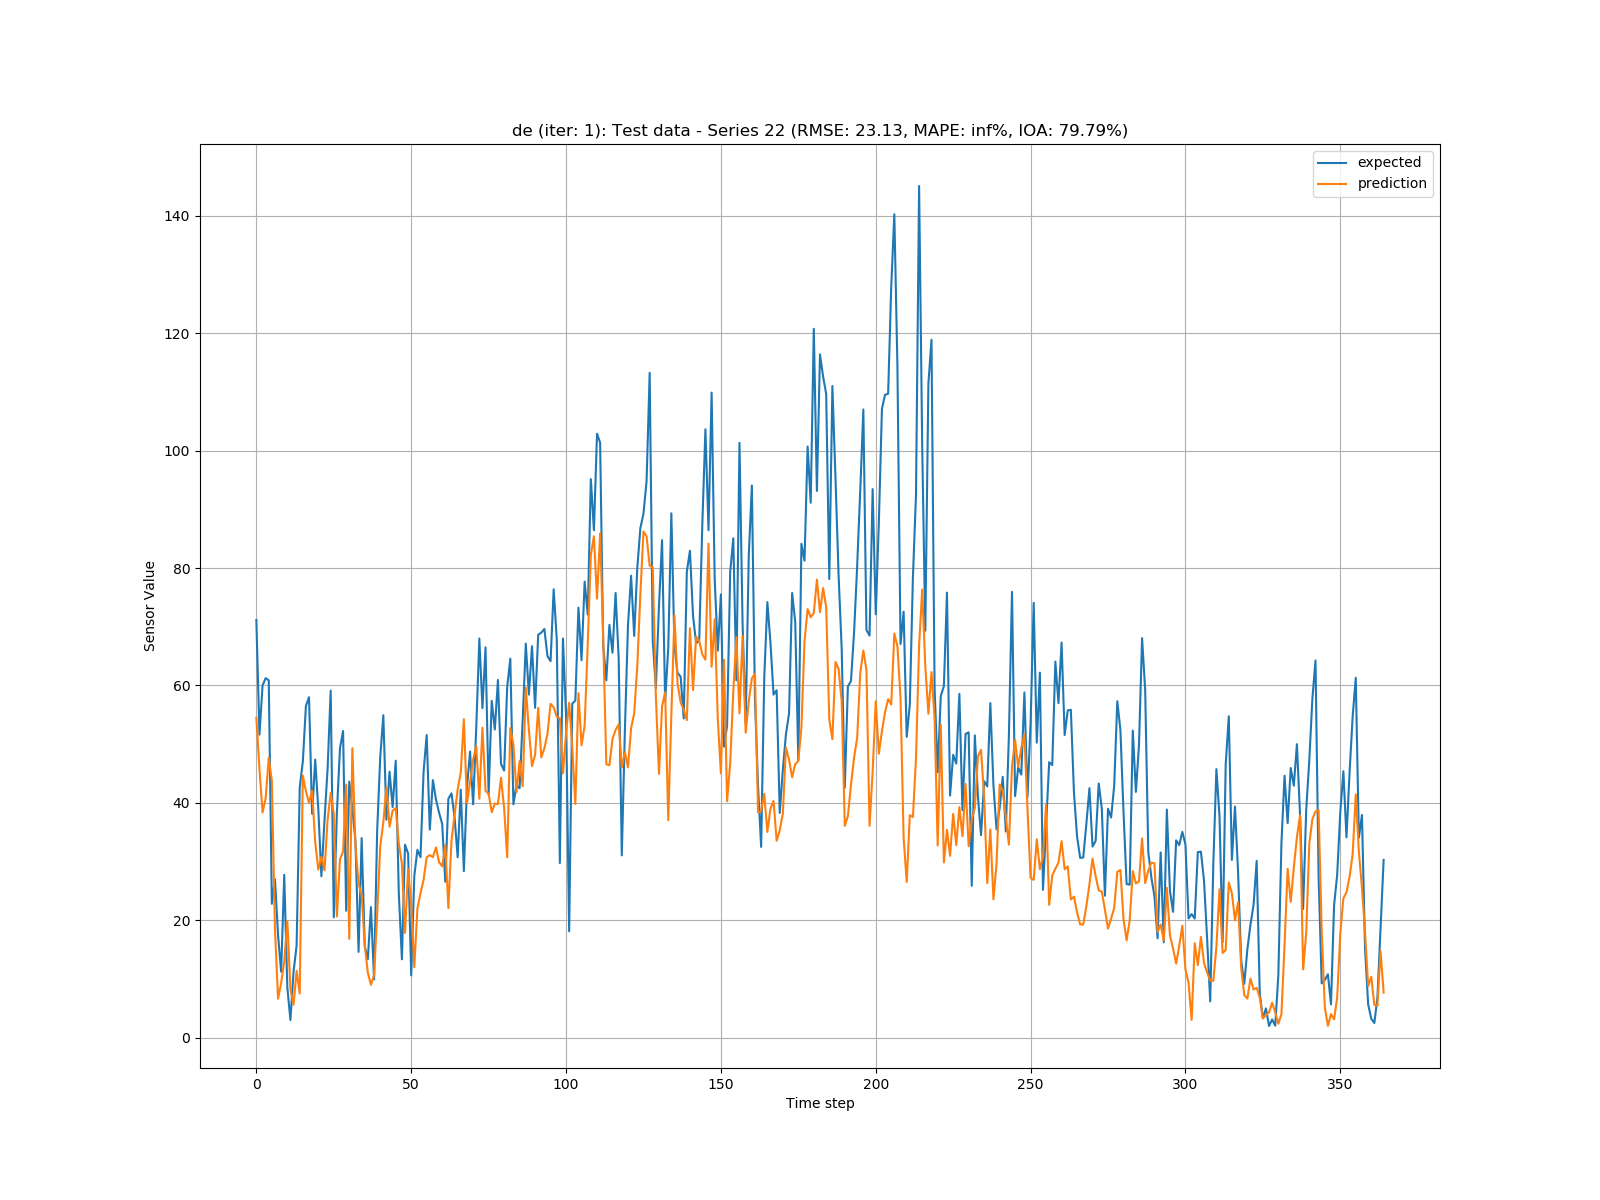 de (iter: 1): Test data - Series 22 (RMSE: 23.13, MAPE: inf%, IOA: 79.79%)
expected
prediction
140
120
100
80
60
40
20
0
Sensor Value
0 50 100 150 200 250 300 350
Time step